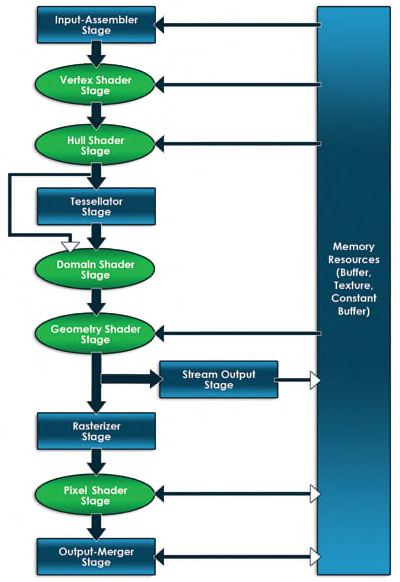 Input-Assembler
Stage
Vertex Shader
Stage
Hull Shader
Stage
Tessellator
Stage
Domain Shader
Stage
Geometry Shader
Stage
Stream Output
Stage
Rasterizer
Stage
Pixel Shader
Stage
Output-Merger
Stage
Memory
Resources
(Buffer,
Texture,
Constant
Buffer)